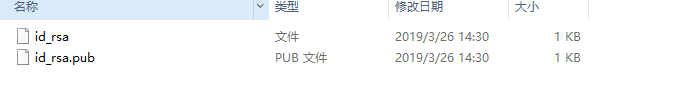 名称 类型 修改日期 大小
id_rsa 文件 2019/3/26 14:30 1 KB
id_rsa.pub PUB 文件 2019/3/26 14:30 1 KB